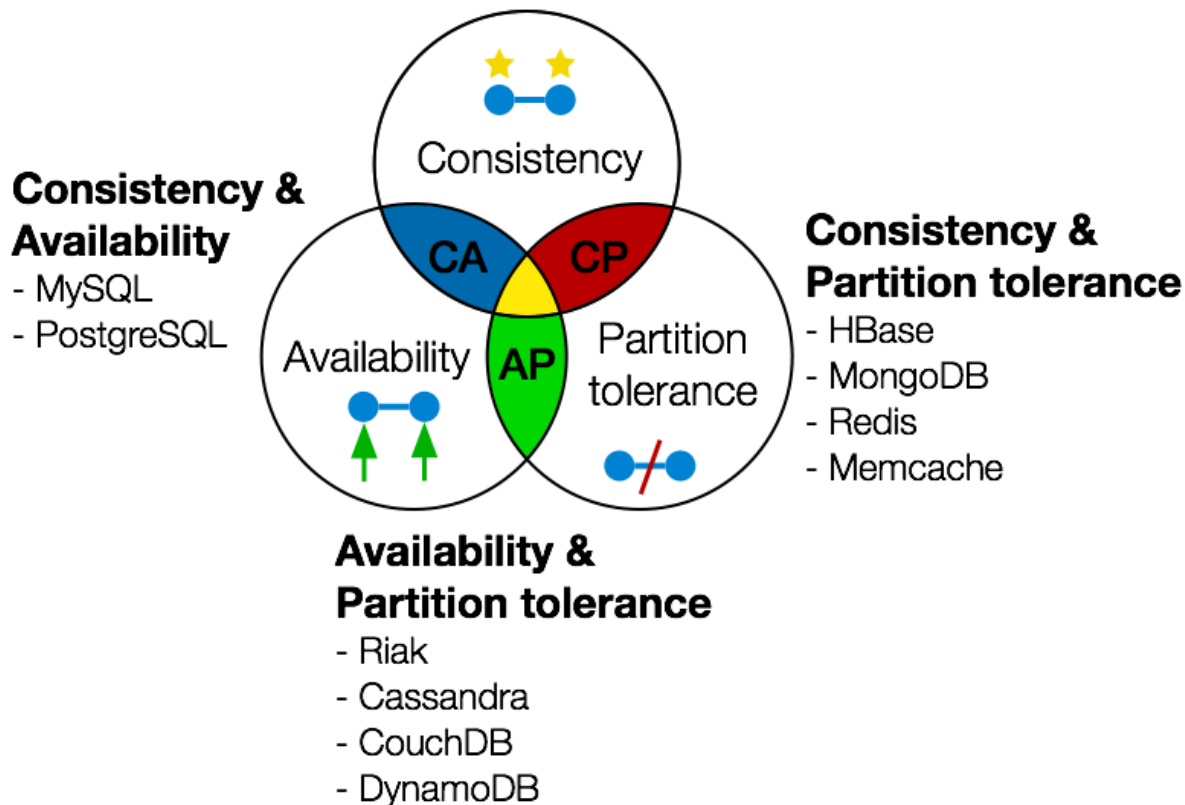 Consistency
Consistency &
Availability
- MySQL
- PostgreSQL
CA
CP
AP
Availability
Partition
tolerance
Consistency &
Partition tolerance
- HBase
- MongoDB
- Redis
- Memcache
Availability &
Partition tolerance
- Riak
- Cassandra
- CouchDB
- DynamoDB